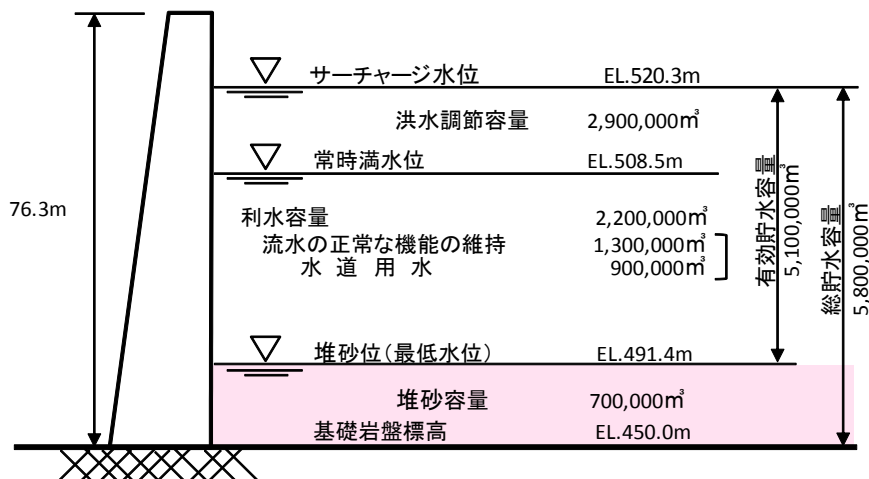 サーチャージ水位 EL.520.3m
洪水調節容量 2,900,000㎥
常時満水位 EL.508.5m
76.3m
利水容量 2,200,000㎥
流水の正常な機能の維持 1,300,000㎥
水道用水 900,000㎥
堆砂位(最低水位) EL.491.4m
堆砂容量 700,000㎥
基礎岩盤標高 EL.450.0m
有効貯水容量
5,100,000㎥
総貯水容量
5,800,000㎥